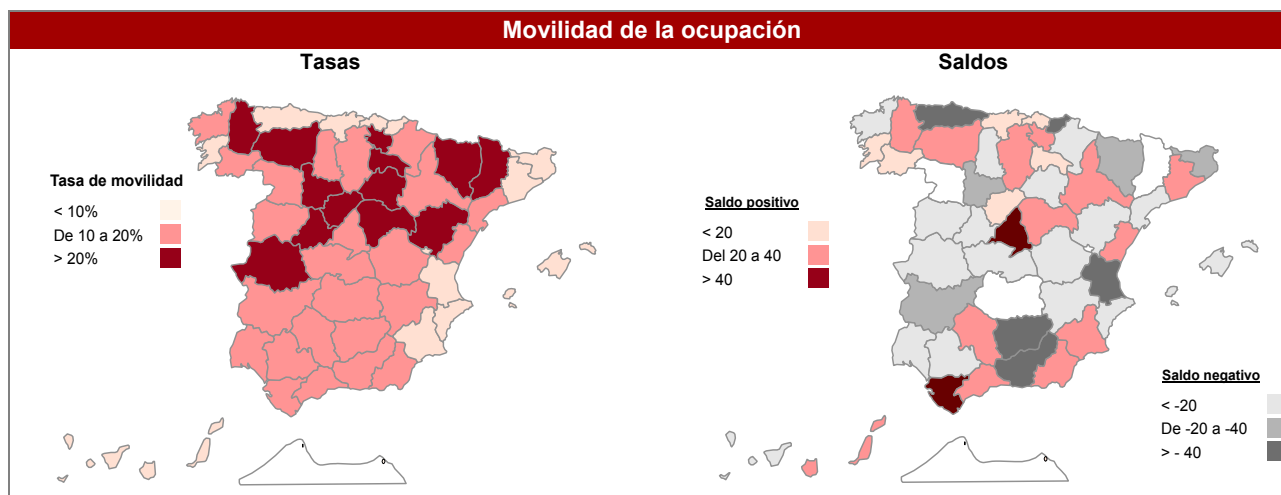 Movilidad de la ocupación
Tasas
Saldos
Tasa de movilidad
< 10%
De 10 a 20%
> 20%
Saldo positivo
< 20
Del 20 a 40
> 40
Saldo negativo
< -20
De -20 a -40
> - 40